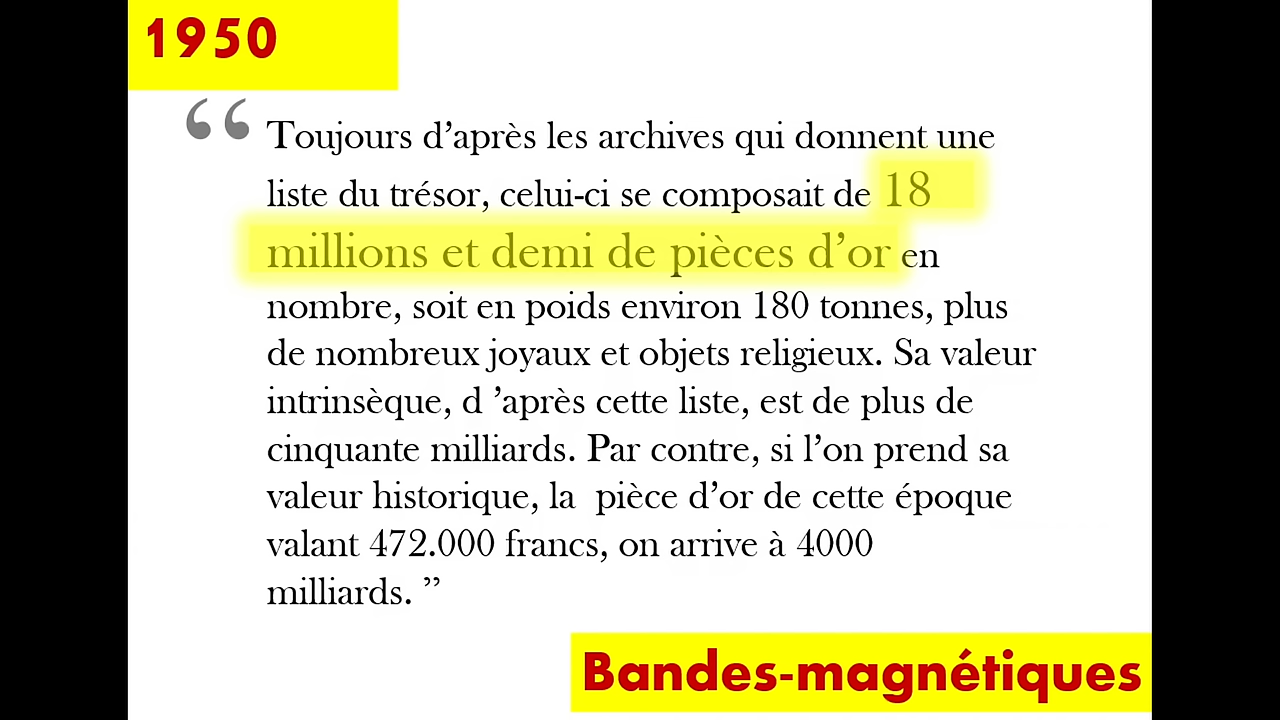 1950
“ Toujours d’après les archives qui donnent une
liste du trésor, celui-ci se composait de 18
millions et demi de pièces d’or en
nombre, soit en poids environ 180 tonnes, plus
de nombreux joyaux et objets religieux. Sa valeur
intrinsèque, d ’après cette liste, est de plus de
cinquante milliards. Par contre, si l’on prend sa
valeur historique, la  pièce d’or de cette époque
valant 472.000 francs, on arrive à 4000
milliards. ”
Bandes-magnétiques